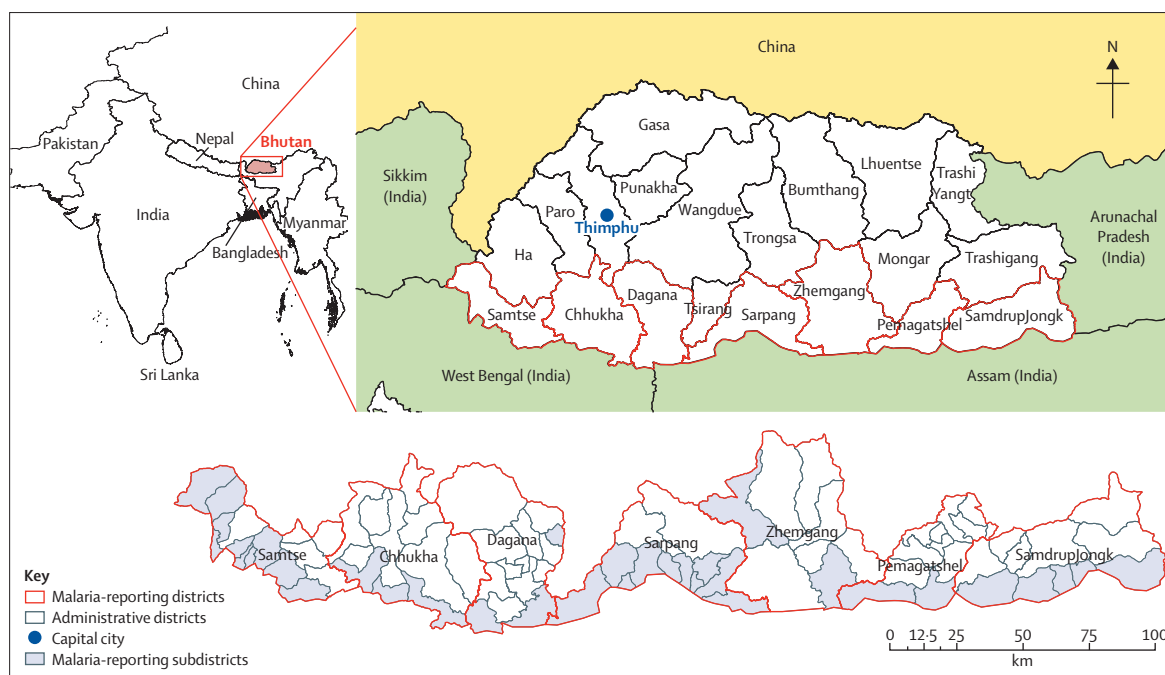 China
Pakistan
Nepal
Bhutan
India
Myanmar
Bangladesh
Sri Lanka
China
N
Gasa
Sikkim
(India)
Punakha
Lhuentse
Trashi
Yangt
Bumthang
Paro
Thimphu
Wangdue
Arunachal
Pradesh
(India)
Trongsa
Ha
Mongar
Trashigang
Dagana
Zhemgang
Samtse
Chhukha
Tsirang
Sarpang
Pemagatshel
SamdrupJongk
West Bengal (India)
Assam (India)
Samtse
Chhukha
Dagana
Sarpang
Zhemgang
Pemagatshel
SamdrupJongk
Key
Malaria-reporting districts
Administrative districts
Capital city
Malaria-reporting subdistricts
0 12·5 25 50 75 100
km